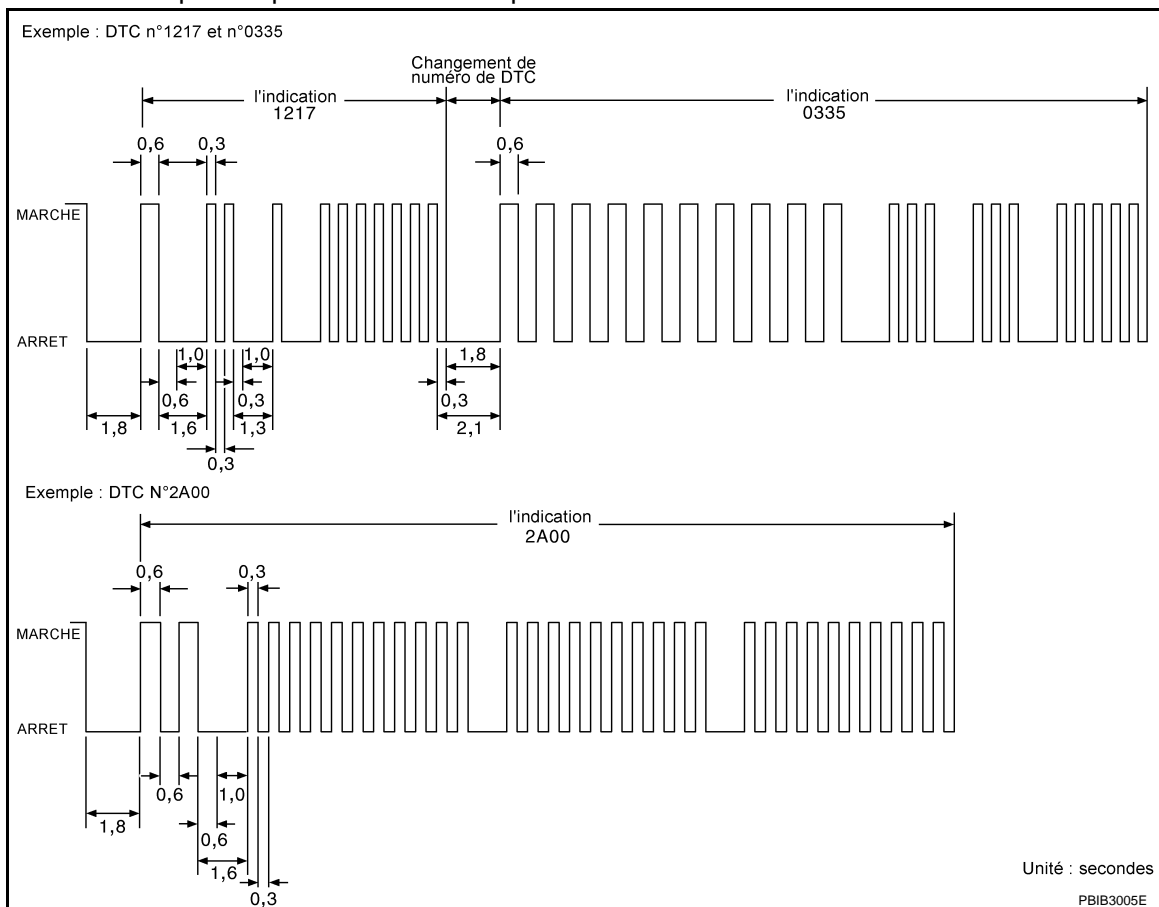 Exemple : DTC n°1217 et n°0335
Changement de
numéro de DTC
l'indication
1217
l'indication
0335
0,6
0,3
0,6
MARCHE
ARRET
1,0
1,0
1,8
0,6
0,3
0,3
1,8
1,6
1,3
2,1
0,3
Exemple : DTC N°2A00
l'indication
2A00
0,6
0,3
MARCHE
ARRET
0,6
1,0
1,8
0,6
1,6
0,3
Unité : secondes
PBIB3005E